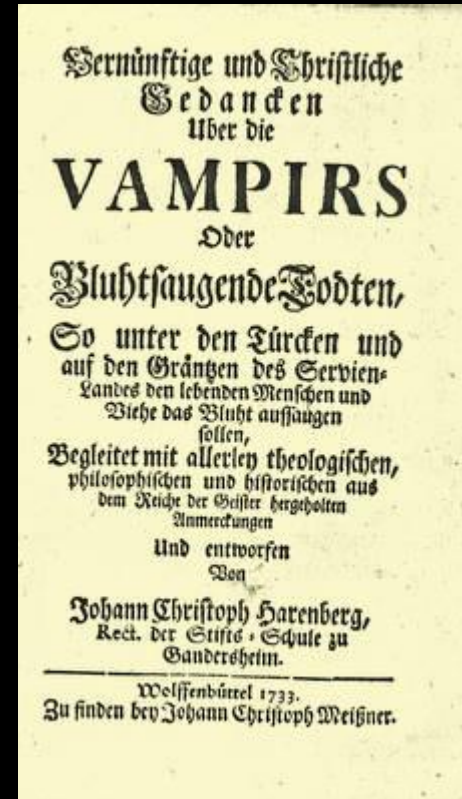 Vernünftige und Christliche
Gedancken
Uber die
VAMPIRS
Oder
Bluhtsaugende Todten,
So unter den Türcken und
auf den Gräntzen des Servien-
Landes den lebenden Menschen und
Viehe das Bluht aussaugen
sollen,
Begleitet mit allerley theologischen,
philosophischen und historischen aus
dem Reiche der Geister hergeholten
Anmerckungen
Und entworfen
Von
Johann Christoph Harenberg,
Rect. der Stifts-Schule zu
Gandersheim.
Wolffenbüttel 1733.
Zu finden bey Johann Christoph Meißner.